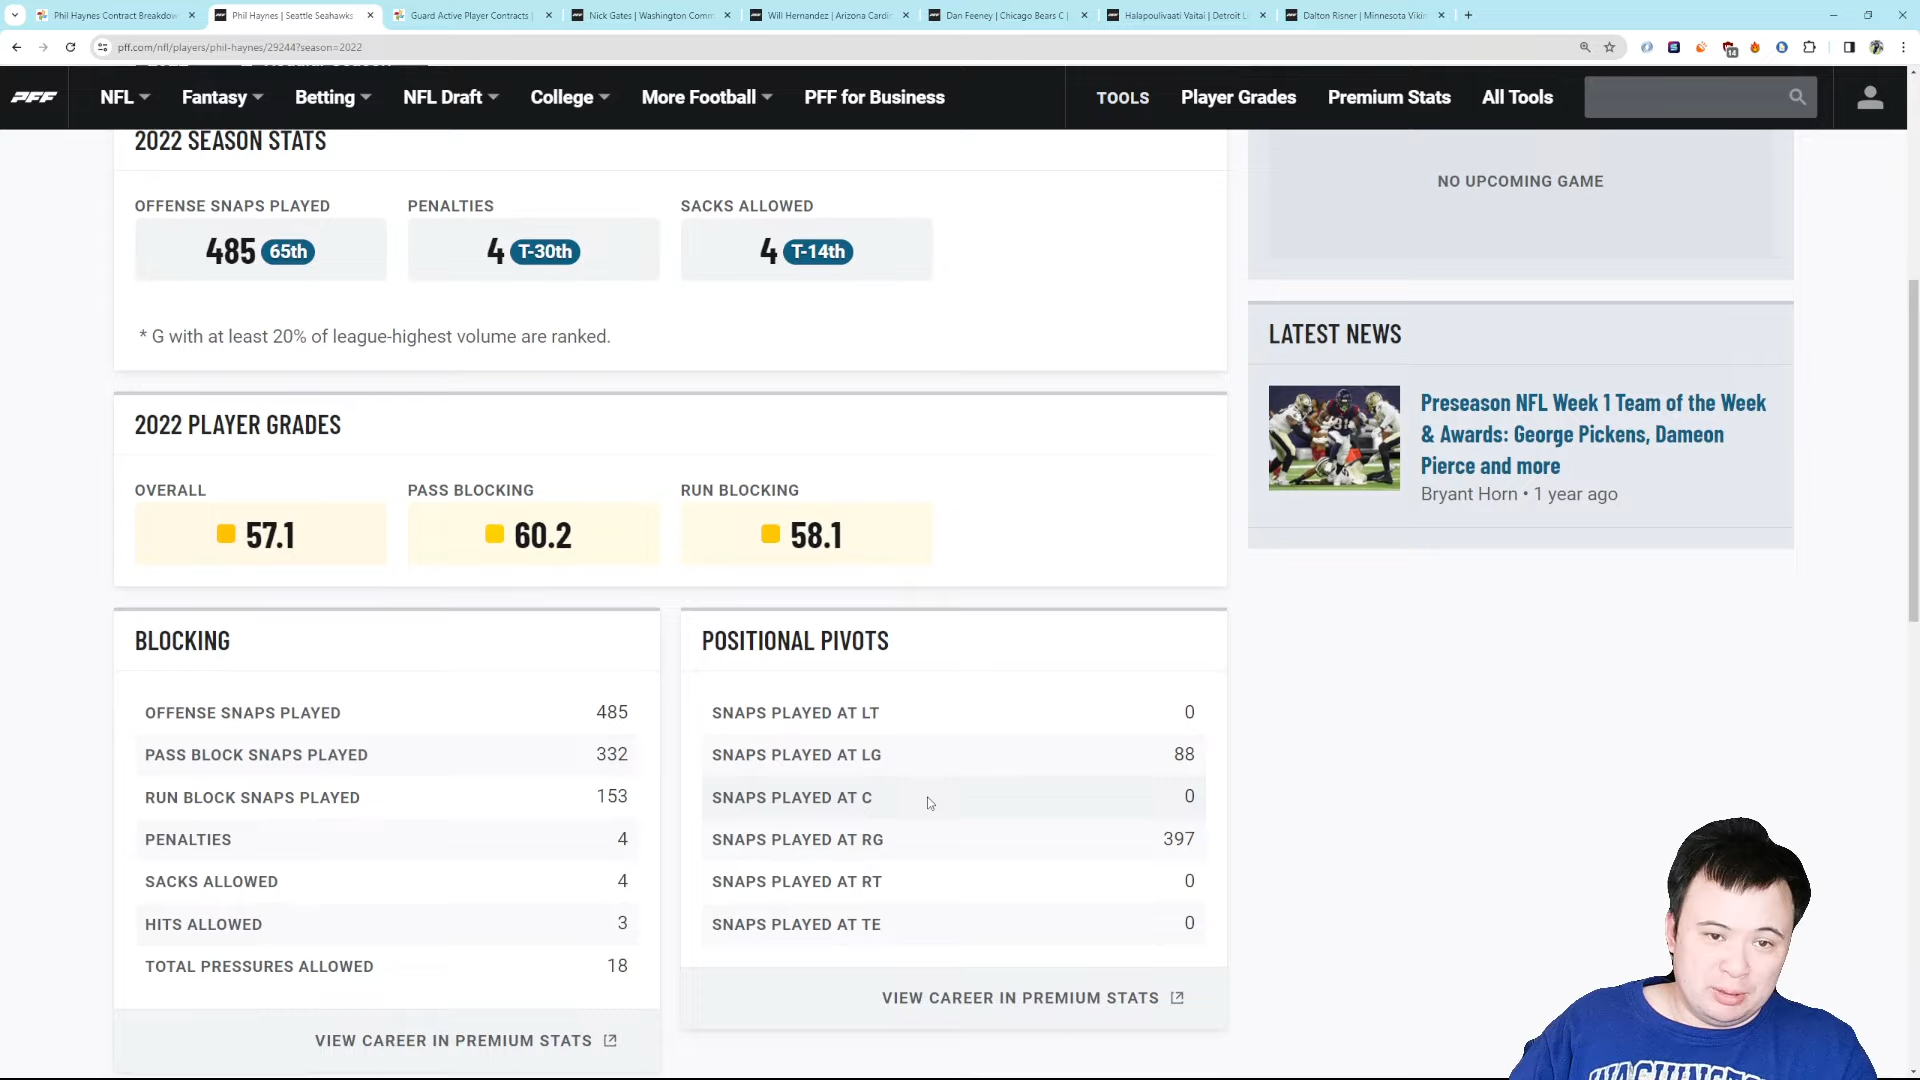 Phil Haynes Contract Breakdow
Phil Haynes | Seattle Seahawks
Guard Active Player Contracts |
Nick Gates | Washington Comm
Will Hernandez | Arizona Cardin
Dan Feeney | Chicago Bears C |
Halapoulivaati Vaitai | Detroit Li
Dalton Risner | Minnesota Vikin
pff.com/nfl/players/phil-haynes/29244?season=2022
14
PFF
NFL
Fantasy
Betting
NFL Draft
College
More Football
PFF for Business
TOOLS
Player Grades
Premium Stats
All Tools
2022 SEASON STATS
OFFENSE SNAPS PLAYED
PENALTIES
SACKS ALLOWED
485 65th
4 T-30th
4 T-14th
* G with at least 20% of league-highest volume are ranked.
2022 PLAYER GRADES
OVERALL
PASS BLOCKING
RUN BLOCKING
57.1
60.2
58.1
BLOCKING
OFFENSE SNAPS PLAYED 485
PASS BLOCK SNAPS PLAYED 332
RUN BLOCK SNAPS PLAYED 153
PENALTIES 4
SACKS ALLOWED 4
HITS ALLOWED 3
TOTAL PRESSURES ALLOWED 18
VIEW CAREER IN PREMIUM STATS
POSITIONAL PIVOTS
SNAPS PLAYED AT LT 0
SNAPS PLAYED AT LG 88
SNAPS PLAYED AT C 0
SNAPS PLAYED AT RG 397
SNAPS PLAYED AT RT 0
SNAPS PLAYED AT TE 0
VIEW CAREER IN PREMIUM STATS
NO UPCOMING GAME
LATEST NEWS
Preseason NFL Week 1 Team of the Week
& Awards: George Pickens, Dameon
Pierce and more
Bryant Horn • 1 year ago
WASHINGTON